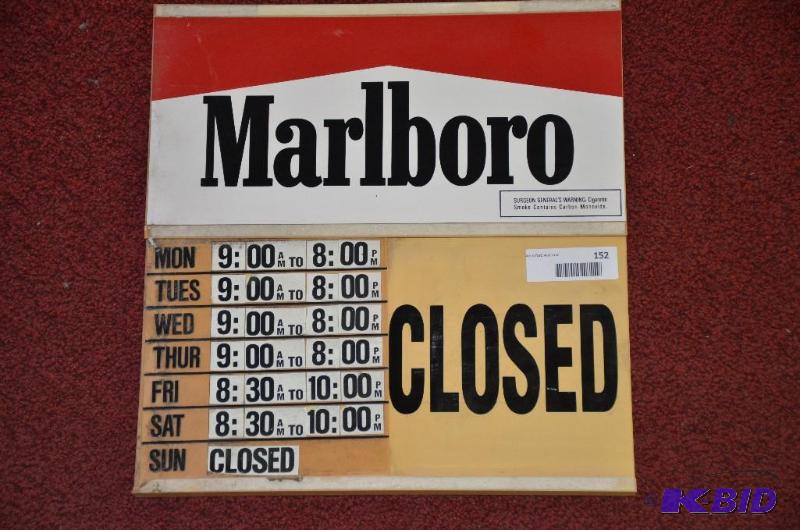 Marlboro
SURGEON GENERAL'S WARNING: Cigarette
Smoke Contains Carbon Monoxide.
152
MON 9:00 AM TO 8:00 PM
TUES 9:00 AM TO 8:00 PM
WED 9:00 AM TO 8:00 PM
THUR 9:00 AM TO 8:00 PM
FRI 8:30 AM TO 10:00 PM
SAT 8:30 AM TO 10:00 PM
SUN CLOSED
CLOSED
K-BID